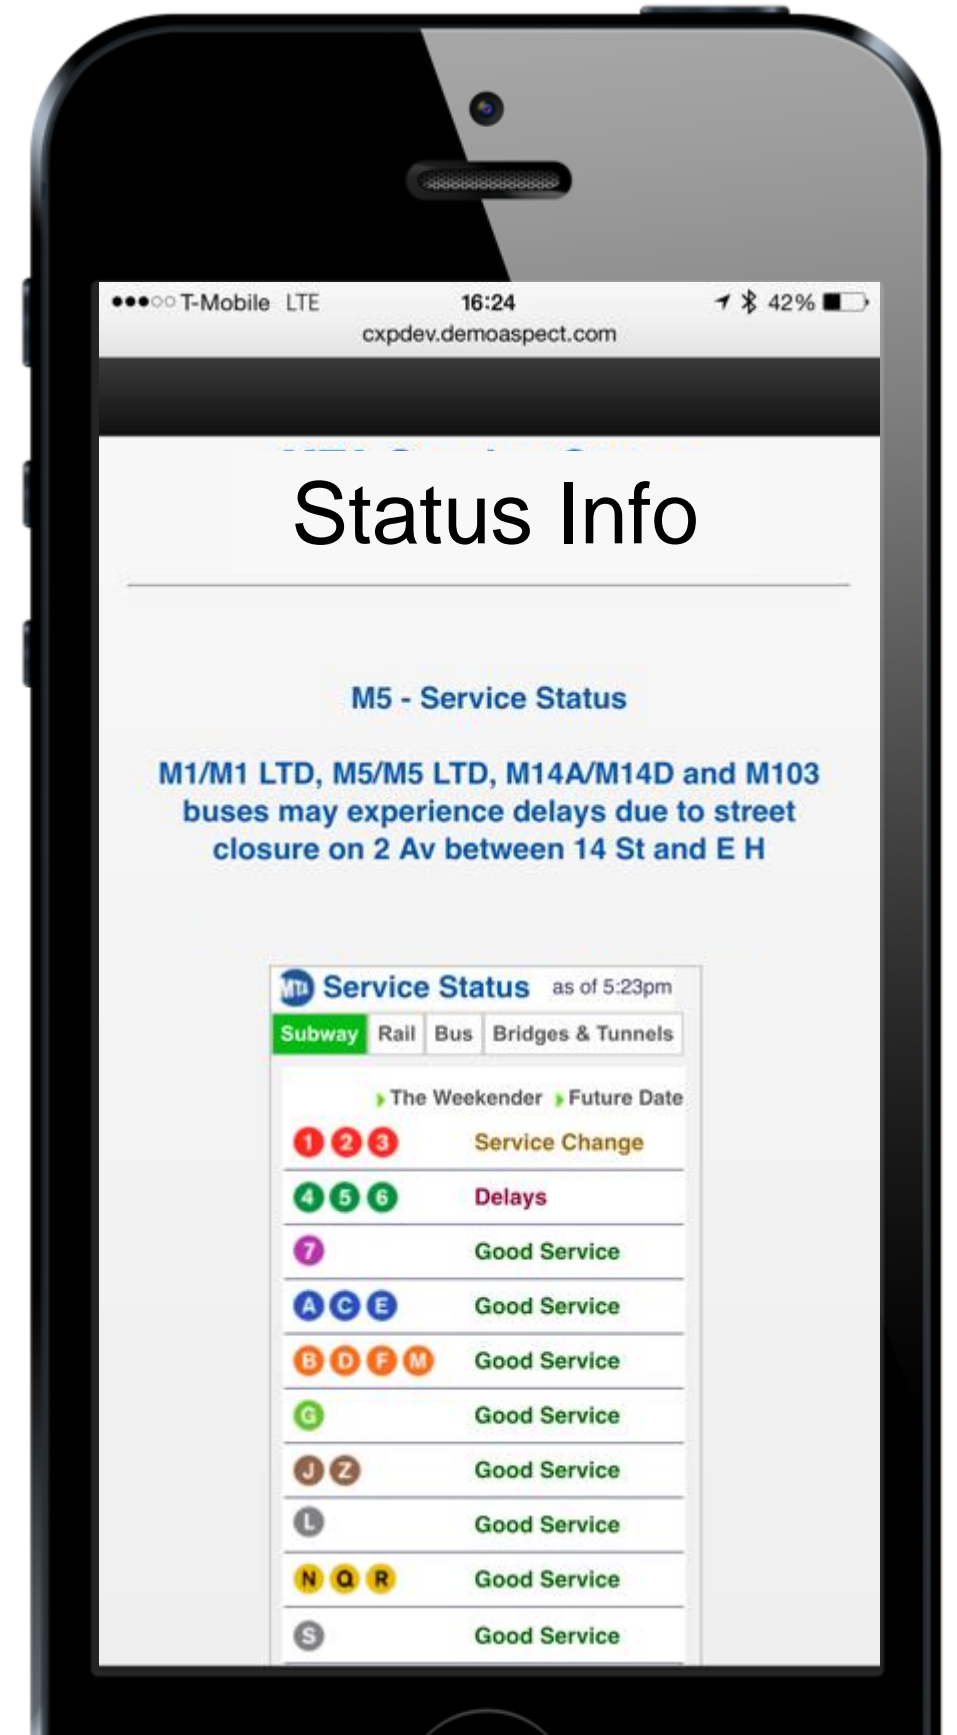 T-Mobile LTE 16:24 42%
cxpdev.demoaspect.com
Status Info
M5 - Service Status
M1/M1 LTD, M5/M5 LTD, M14A/M14D and M103
buses may experience delays due to street
closure on 2 Av between 14 St and E H
MTA Service Status as of 5:23pm
Subway Rail Bus Bridges & Tunnels
The Weekender Future Date
1 2 3 Service Change
4 5 6 Delays
7 Good Service
A C E Good Service
B D F M Good Service
G Good Service
J Z Good Service
L Good Service
N Q R Good Service
S Good Service